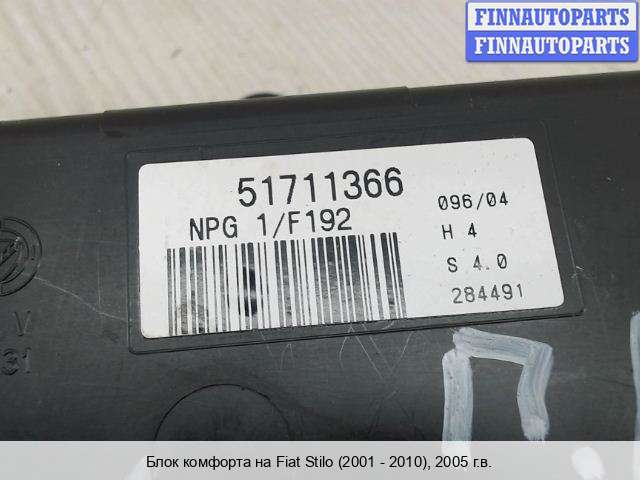 FINNAUTOPARTS
FINNAUTOPARTS
51711366
NPG 1/F192
096/04
H 4
S 4.0
284491
V
31
П
Блок комфорта на Fiat Stilo (2001 - 2010), 2005 г.в.